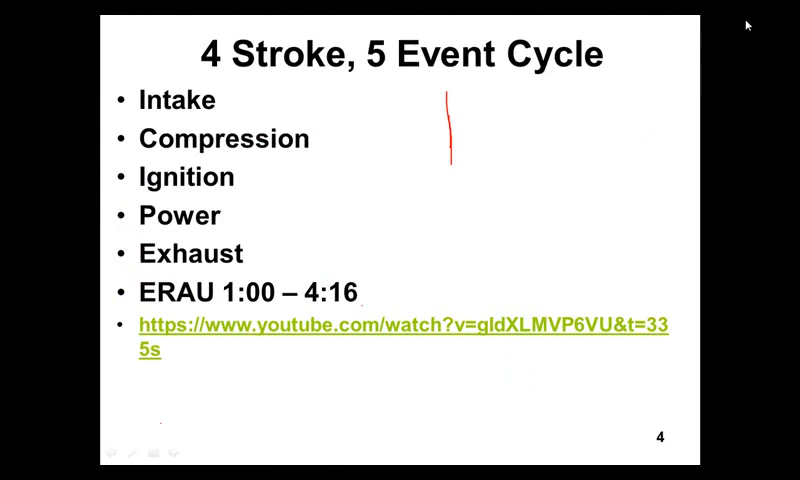 4 Stroke, 5 Event Cycle
• Intake
• Compression
• Ignition
• Power
• Exhaust
• ERAU 1:00 – 4:16
• https://www.youtube.com/watch?v=gIdXLMVP6VU&t=33
5s
4